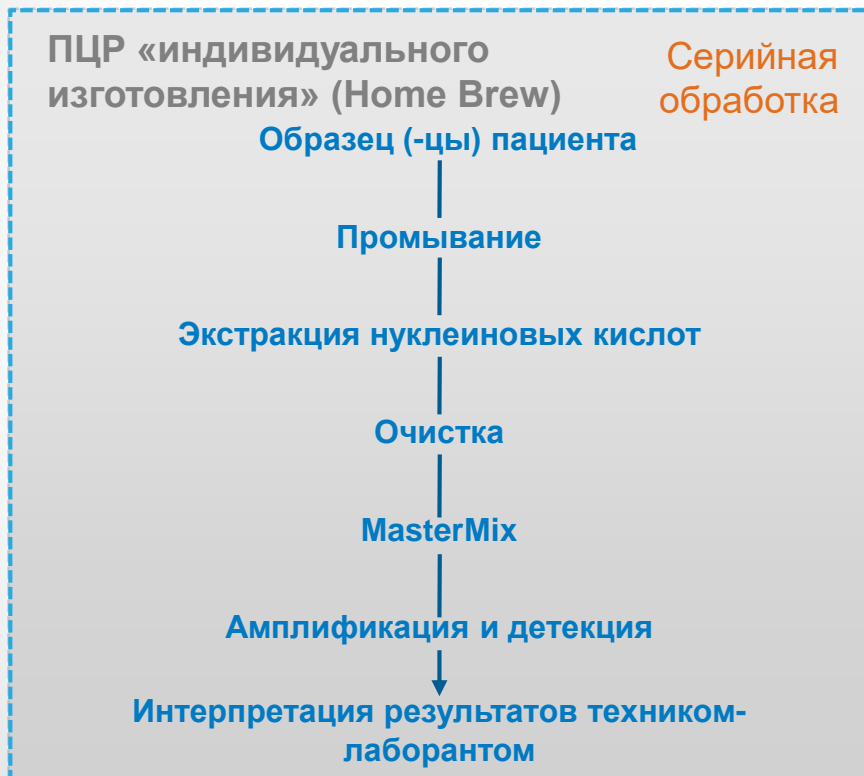 ПЦР «индивидуального
изготовления» (Home Brew)
Серийная
обработка
Образец (-цы) пациента
Промывание
Экстракция нуклеиновых кислот
Очистка
MasterMix
Амплификация и детекция
Интерпретация результатов техником-
лаборантом